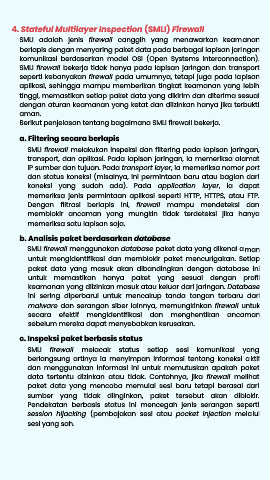 4. Stateful Multilayer Inspection (SMLI) Firewall
SMLI adalah jenis firewall canggih yang menawarkan keamanan
berlapis dengan menyaring paket data pada berbagai lapisan jaringan
komunikasi berdasarkan model OSI (Open Systems Interconnection).
SMLI firewall bekerja tidak hanya pada lapisan jaringan dan transport
seperti kebanyakan firewall pada umumnya, tetapi juga pada lapisan
aplikasi, sehingga mampu memberikan tingkat keamanan yang lebih
tinggi, memastikan setiap paket data yang dikirim dan diterima sesuai
dengan aturan keamanan yang ketat dan diizinkan hanya jika terbukti
aman.
Berikut penjelasan tentang bagaimana SMLI firewall bekerja.
a. Filtering secara berlapis
SMLI firewall melakukan inspeksi dan filtering pada lapisan jaringan,
transport, dan aplikasi. Pada lapisan jaringan, ia memeriksa alamat
IP sumber dan tujuan. Pada transport layer, ia memeriksa nomor port
dan status koneksi (misalnya, ini permintaan baru atau bagian dari
koneksi yang sudah ada). Pada application layer, ia dapat
memeriksa jenis permintaan aplikasi seperti HTTP, HTTPS, atau FTP.
Dengan filtrasi berlapis ini, firewall mampu mendeteksi dan
memblokir ancaman yang mungkin tidak terdeteksi jika hanya
memeriksa satu lapisan saja.
b. Analisis paket berdasarkan database
SMLI firewall menggunakan database paket data yang dikenal aman
untuk mengidentifikasi dan memblokir paket mencurigakan. Setiap
paket data yang masuk akan dibandingkan dengan database ini
untuk memastikan hanya paket yang sesuai dengan profil
keamanan yang diizinkan masuk atau keluar dari jaringan. Database
ini sering diperbarui untuk mencakup tanda tangan terbaru dari
malware dan serangan siber lainnya, memungkinkan firewall untuk
secara efektif mengidentifikasi dan menghentikan ancaman
sebelum mereka dapat menyebabkan kerusakan.
c. Inspeksi paket berbasis status
SMLI firewall melacak status setiap sesi komunikasi yang
berlangsung artinya ia menyimpan informasi tentang koneksi aktif
dan menggunakan informasi ini untuk memutuskan apakah paket
data tertentu diizinkan atau tidak. Contohnya, jika firewall melihat
paket data yang mencoba memulai sesi baru tetapi berasal dari
sumber yang tidak diinginkan, paket tersebut akan diblokir.
Pendekatan berbasis status ini mencegah jenis serangan seperti
session hijacking (pembajakan sesi atau packet injection melalui
sesi yang sah.